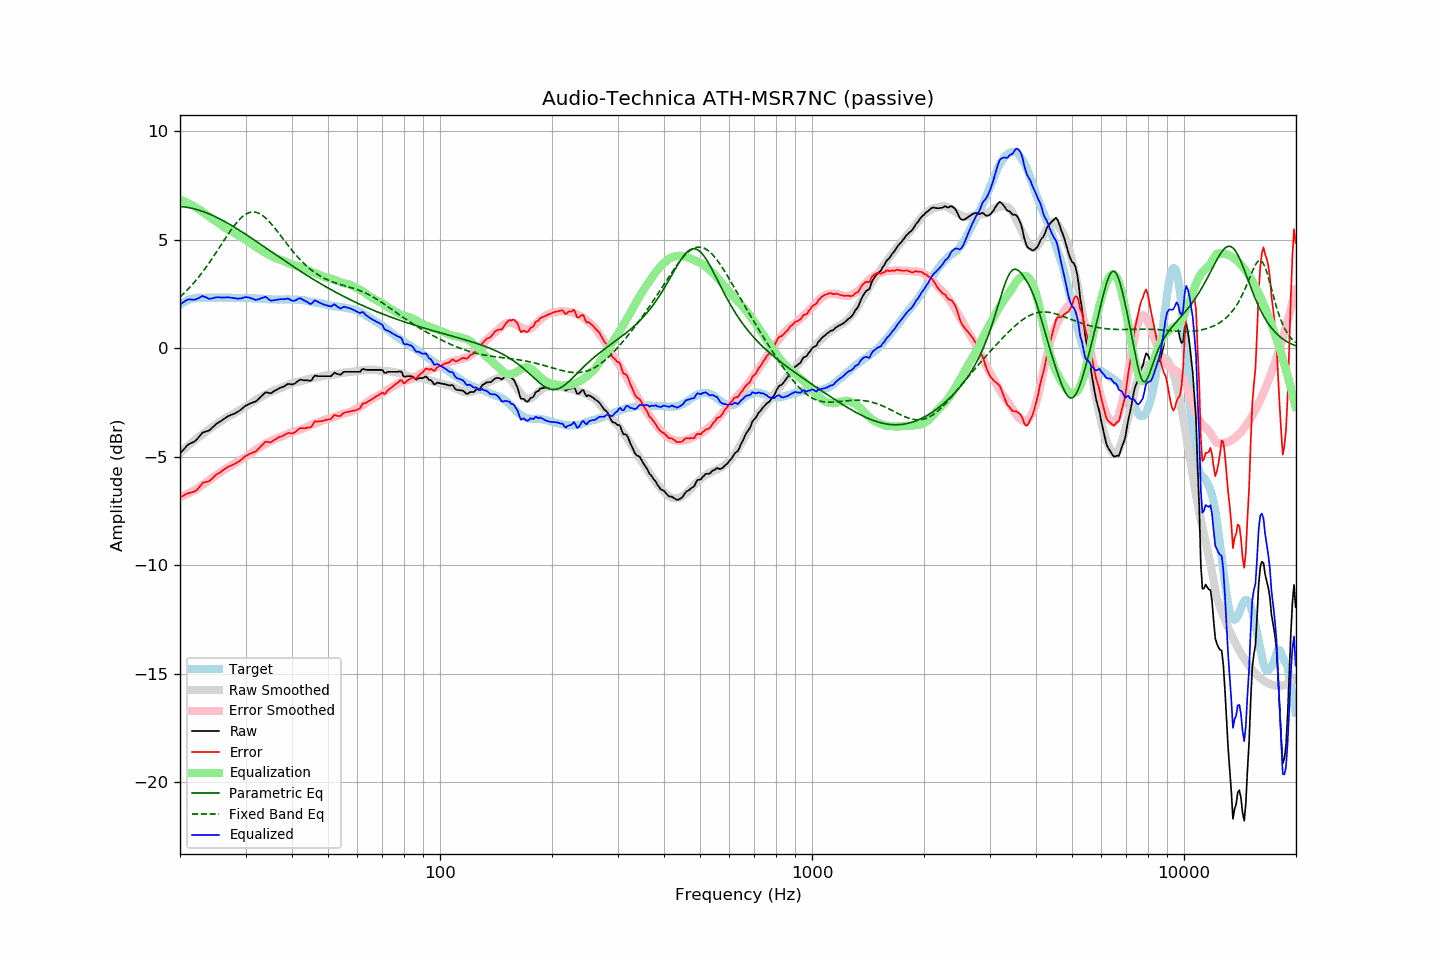 Audio-Technica ATH-MSR7NC (passive)
10
5
0
−5
−10
−15
−20
Amplitude (dBr)
Target
Raw Smoothed
Error Smoothed
Raw
Error
Equalization
Parametric Eq
Fixed Band Eq
Equalized
100
1000
10000
Frequency (Hz)